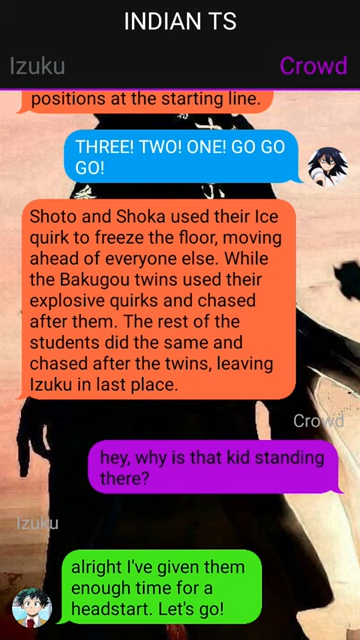 INDIAN TS
Izuku
Crowd
positions at the starting line.
THREE! TWO! ONE! GO GO
GO!
Shoto and Shoka used their Ice
quirk to freeze the floor, moving
ahead of everyone else. While
the Bakugou twins used their
explosive quirks and chased
after them. The rest of the
students did the same and
chased after the twins, leaving
Izuku in last place.
Crowd
hey, why is that kid standing
there?
Izuku
alright I've given them
enough time for a
headstart. Let's go!